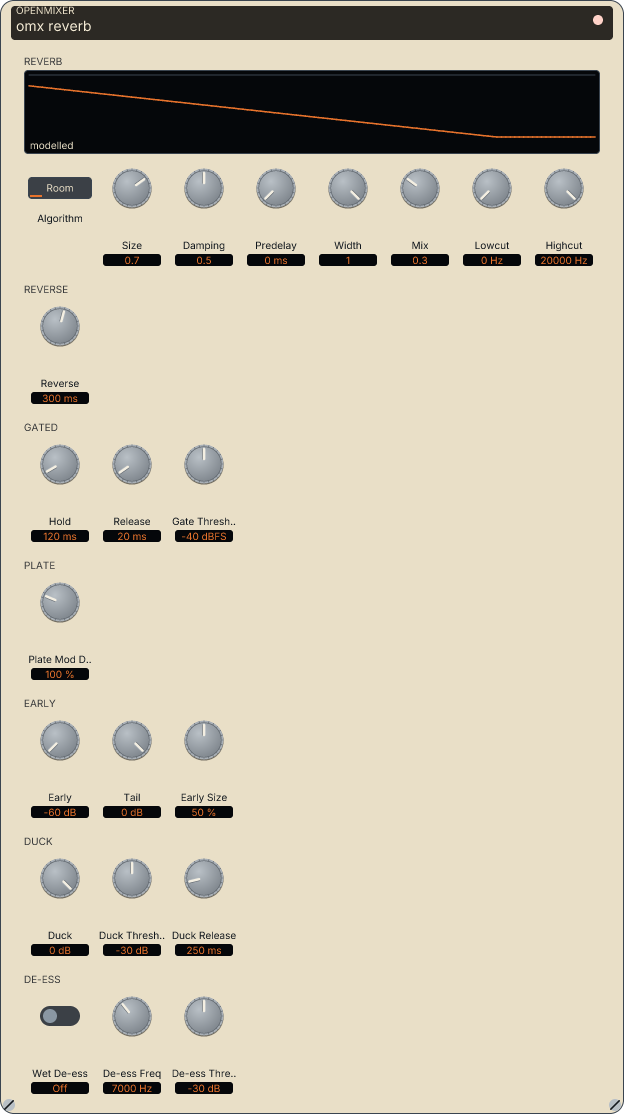 OPENMIXER
omx reverb
REVERB
modelled
Room
Algorithm
Size Damping Predelay Width Mix Lowcut Highcut
0.7 0.5 0 ms 1 0.3 0 Hz 20000 Hz
REVERSE
Reverse
300 ms
GATED
Hold Release Gate Thresh..
120 ms 20 ms -40 dBFS
PLATE
Plate Mod D..
100 %
EARLY
Early Tail Early Size
-60 dB 0 dB 50 %
DUCK
Duck Duck Thresh.. Duck Release
0 dB -30 dB 250 ms
DE-ESS
Wet De-ess De-ess Freq De-ess Thre..
Off 7000 Hz -30 dB